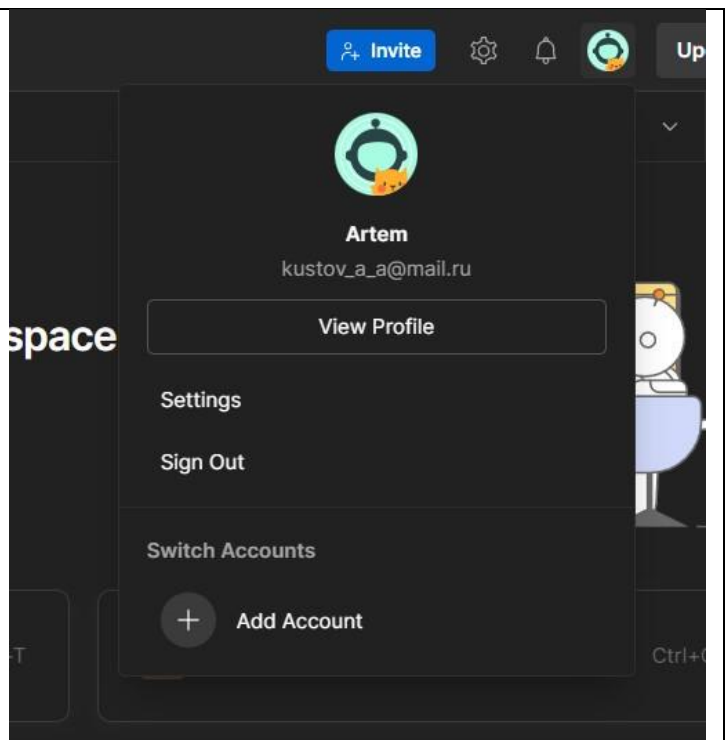 Invite
Up
Artem
kustov_a_a@mail.ru
space
View Profile
Settings
Sign Out
Switch Accounts
Add Account
-T
Ctrl+